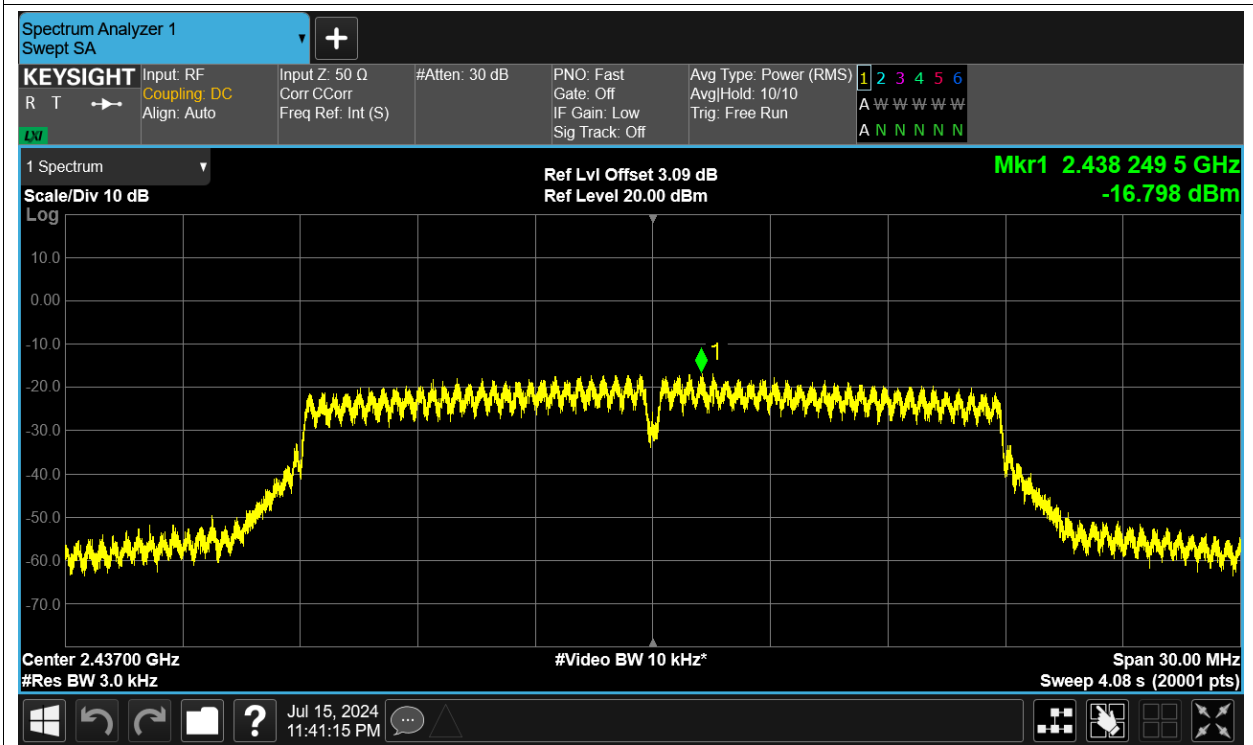 Spectrum Analyzer 1
Swept SA
KEYSIGHT
R T
LXI
Input: RF
Coupling: DC
Align: Auto
Input Z: 50 Ω
Corr CCorr
Freq Ref: Int (S)
#Atten: 30 dB
PNO: Fast
Gate: Off
IF Gain: Low
Sig Track: Off
Avg Type: Power (RMS)
Avg|Hold: 10/10
Trig: Free Run
1 2 3 4 5 6
A W W W W W
A N N N N N
1 Spectrum
Scale/Div 10 dB
Log
Ref Lvl Offset 3.09 dB
Ref Level 20.00 dBm
Mkr1 2.438 249 5 GHz
-16.798 dBm
10.0
0.00
-10.0
1
-20.0
-30.0
-40.0
-50.0
-60.0
-70.0
Center 2.43700 GHz
#Video BW 10 kHz*
Span 30.00 MHz
#Res BW 3.0 kHz
Sweep 4.08 s (20001 pts)
?
Jul 15, 2024
11:41:15 PM